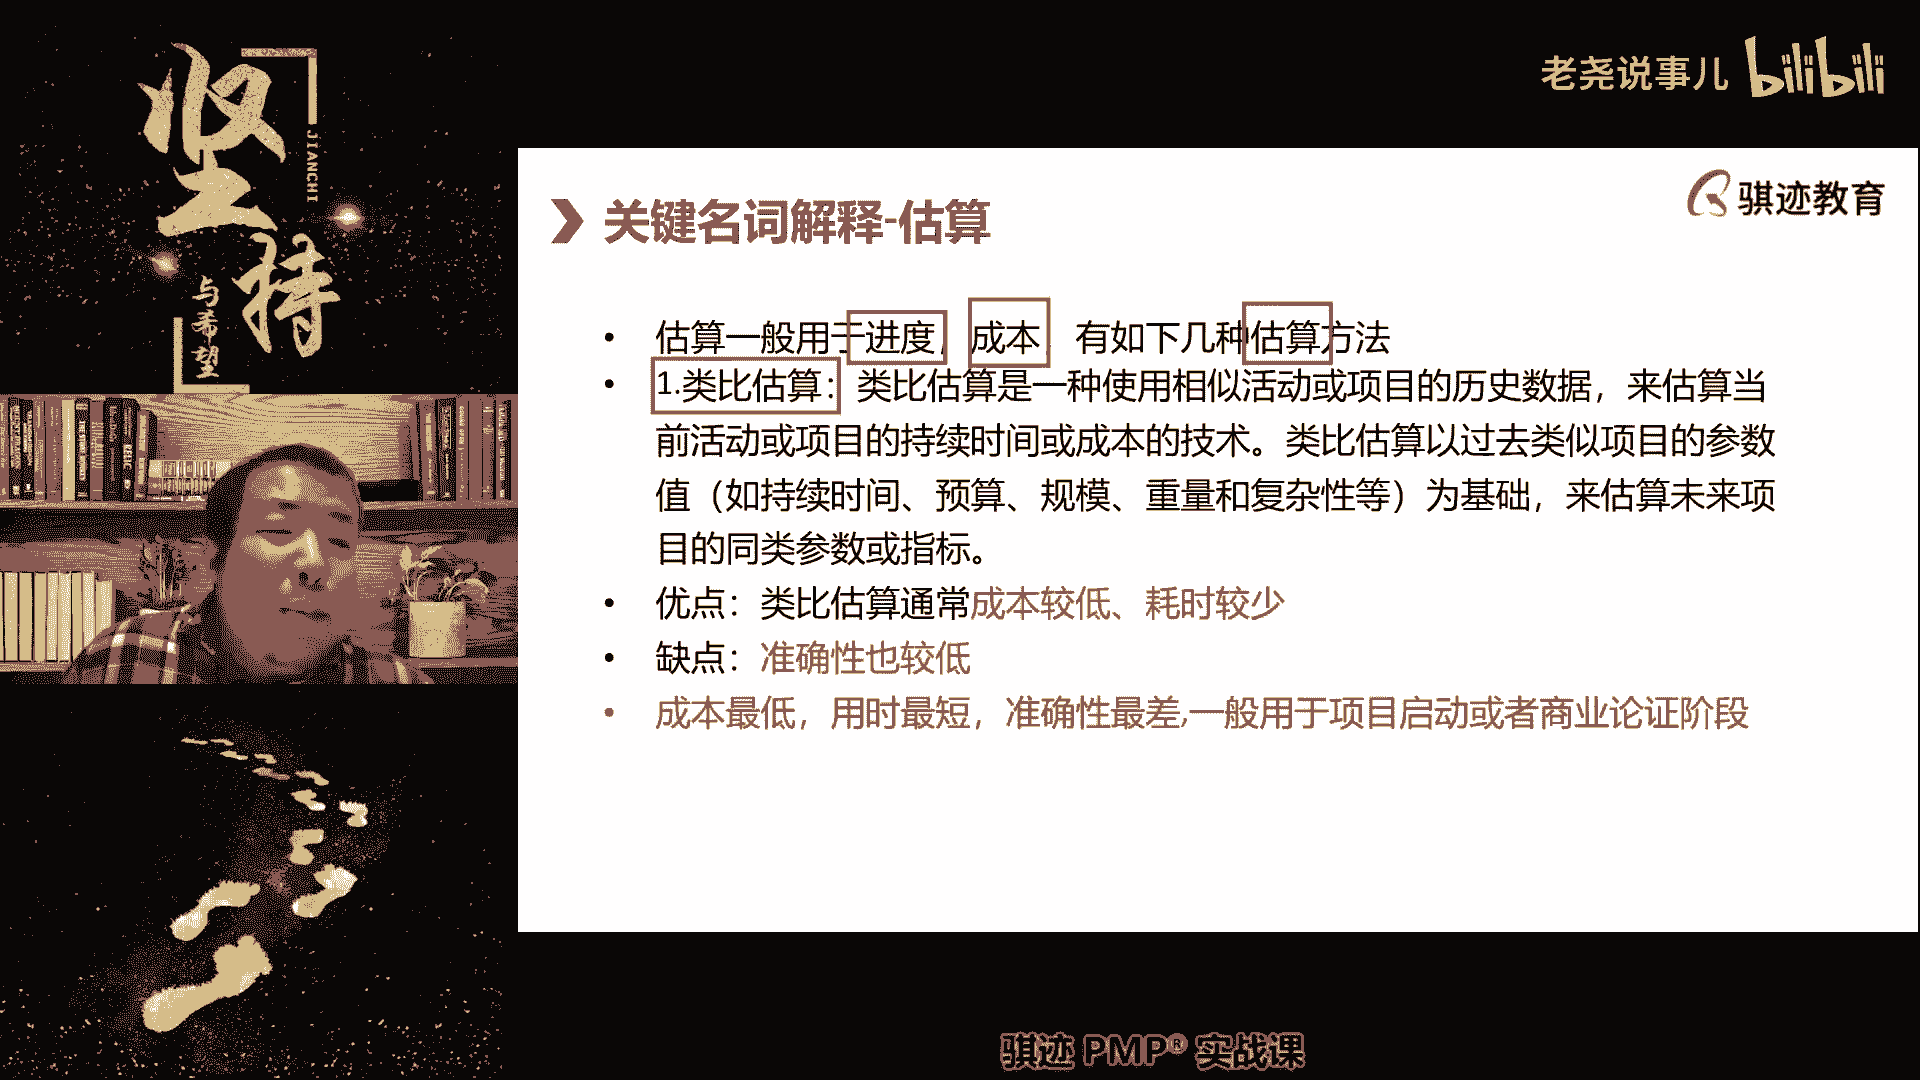 坚持
JIANCHI
与希望
老尧说事儿 bilibili
骐迹教育
关键名词解释-估算
• 估算一般用于进度，成本，有如下几种估算方法
• 1.类比估算：类比估算是一种使用相似活动或项目的历史数据，来估算当
前活动或项目的持续时间或成本的技术。类比估算以过去类似项目的参数
值（如持续时间、预算、规模、重量和复杂性等）为基础，来估算未来项
目的同类参数或指标。
• 优点：类比估算通常成本较低、耗时较少
• 缺点：准确性也较低
• 成本最低，用时最短，准确性最差,一般用于项目启动或者商业论证阶段
骐迹 PMP® 实战课